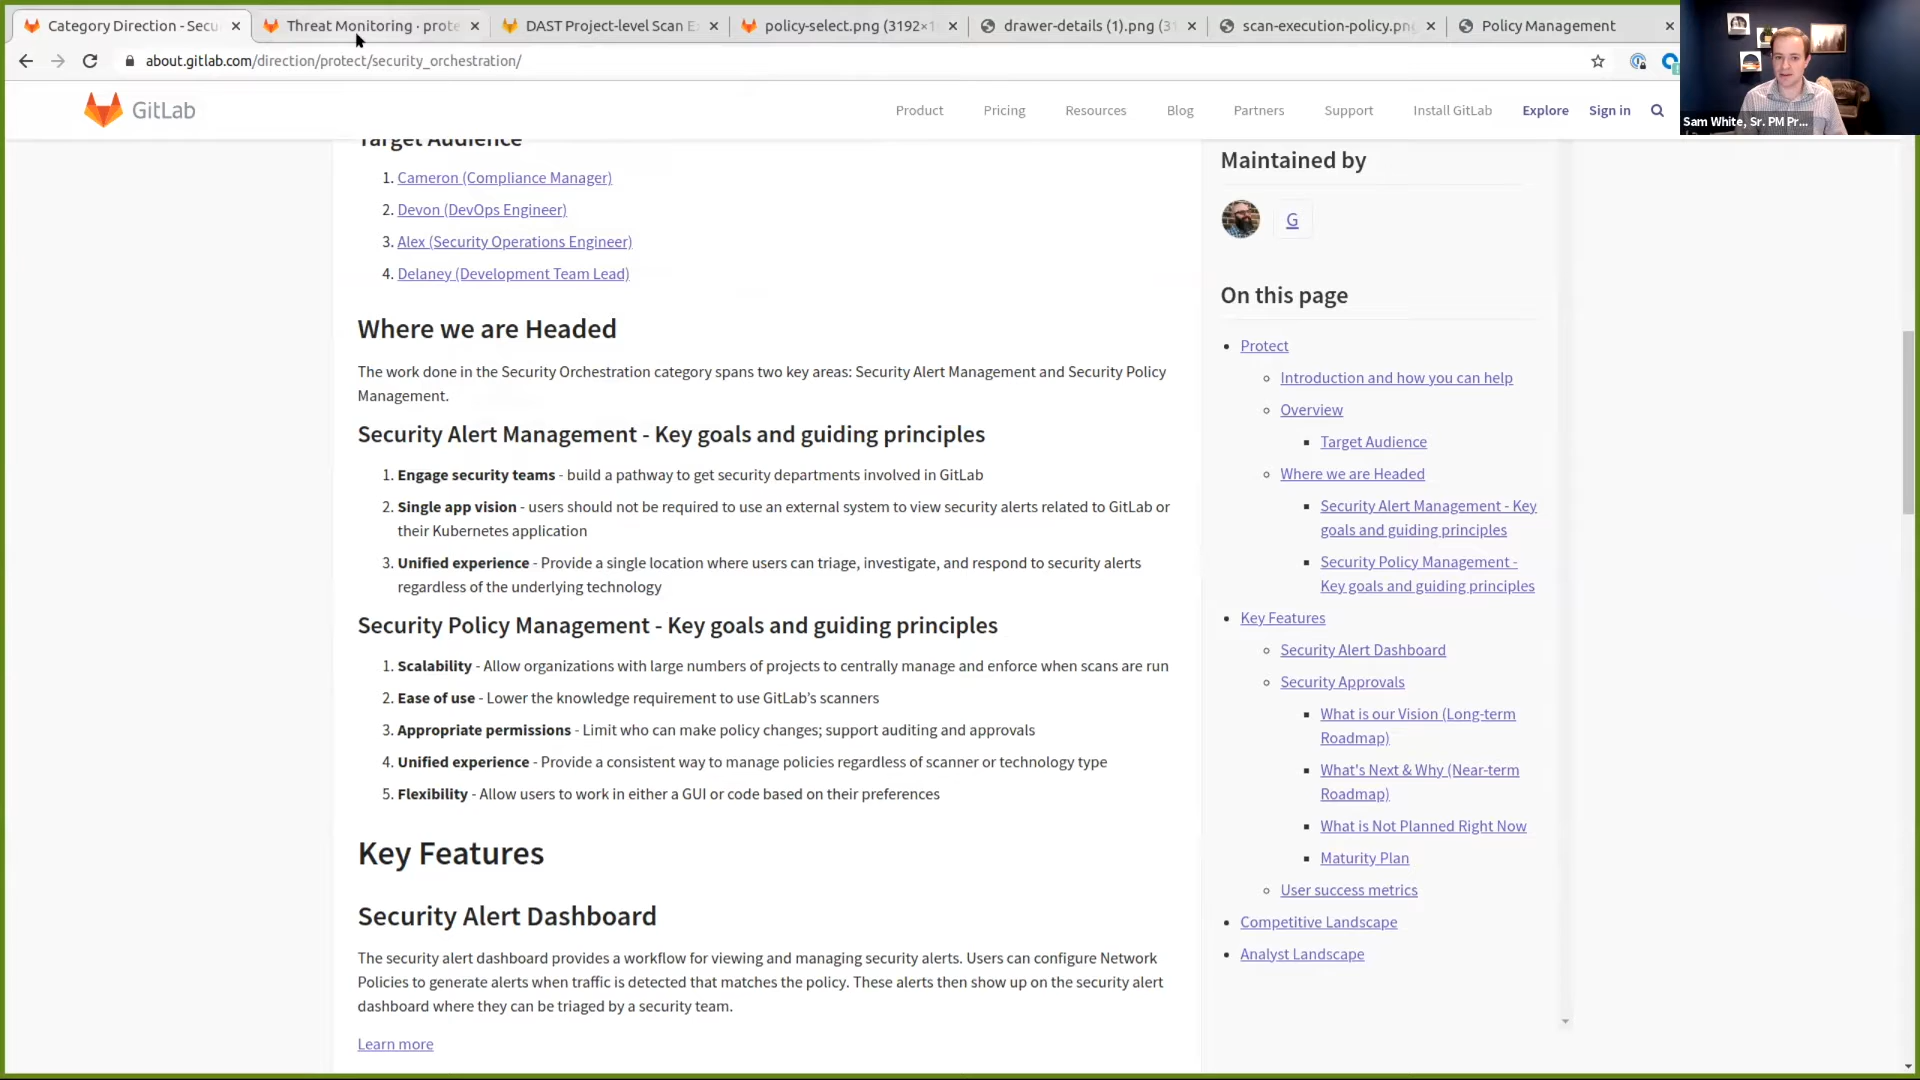 Category Direction - Secu
Threat Monitoring · prote
DAST Project-level Scan E
policy-select.png (3192×1
drawer-details (1).png (31
scan-execution-policy.png
Policy Management
about.gitlab.com/direction/protect/security_orchestration/
GitLab
Product
Pricing
Resources
Blog
Partners
Support
Install GitLab
Explore
Sign in
Sam White, Sr. PM Pr...
Target Audience
1. Cameron (Compliance Manager)
2. Devon (DevOps Engineer)
3. Alex (Security Operations Engineer)
4. Delaney (Development Team Lead)
Where we are Headed
The work done in the Security Orchestration category spans two key areas: Security Alert Management and Security Policy
Management.
Security Alert Management - Key goals and guiding principles
1. Engage security teams - build a pathway to get security departments involved in GitLab
2. Single app vision - users should not be required to use an external system to view security alerts related to GitLab or
their Kubernetes application
3. Unified experience - Provide a single location where users can triage, investigate, and respond to security alerts
regardless of the underlying technology
Security Policy Management - Key goals and guiding principles
1. Scalability - Allow organizations with large numbers of projects to centrally manage and enforce when scans are run
2. Ease of use - Lower the knowledge requirement to use GitLab's scanners
3. Appropriate permissions - Limit who can make policy changes; support auditing and approvals
4. Unified experience - Provide a consistent way to manage policies regardless of scanner or technology type
5. Flexibility - Allow users to work in either a GUI or code based on their preferences
Key Features
Security Alert Dashboard
The security alert dashboard provides a workflow for viewing and managing security alerts. Users can configure Network
Policies to generate alerts when traffic is detected that matches the policy. These alerts then show up on the security alert
dashboard where they can be triaged by a security team.
Learn more
Maintained by
G
On this page
Protect
Introduction and how you can help
Overview
Target Audience
Where we are Headed
Security Alert Management - Key
goals and guiding principles
Security Policy Management -
Key goals and guiding principles
Key Features
Security Alert Dashboard
Security Approvals
What is our Vision (Long-term
Roadmap)
What's Next & Why (Near-term
Roadmap)
What is Not Planned Right Now
Maturity Plan
User success metrics
Competitive Landscape
Analyst Landscape